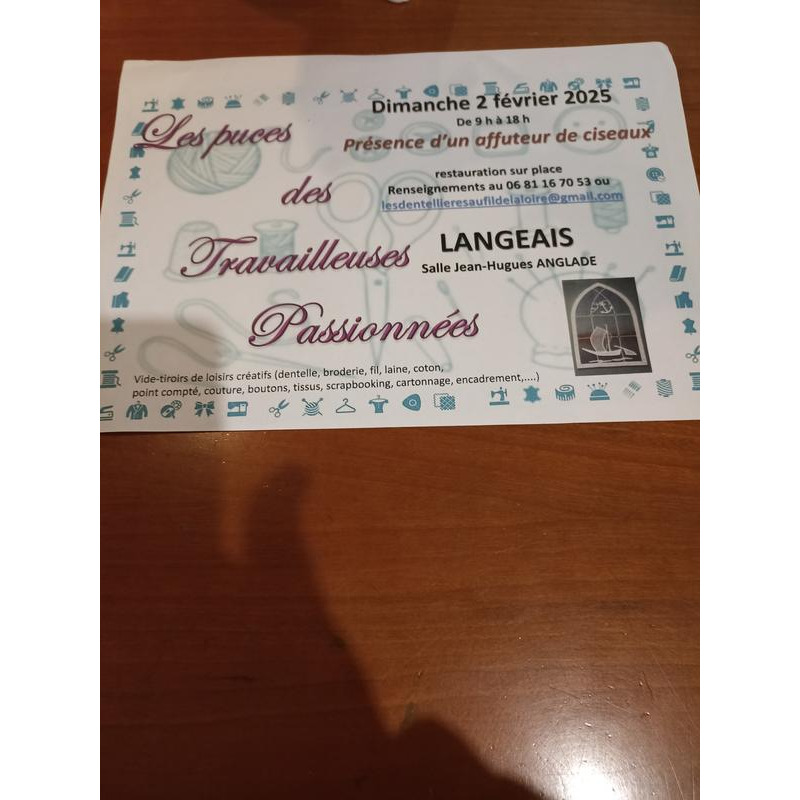 Les puces
des
Travailleuses
Passionnées
Dimanche 2 février 2025
De 9 h à 18 h
Présence d'un affuteur de ciseaux
restauration sur place
Renseignements au 06 81 16 70 53 ou
lesdentellieresaufildelaloire@gmail.com
LANGEAIS
Salle Jean-Hugues ANGLADE
Vide-tiroirs de loisirs créatifs (dentelle, broderie, fil, laine, coton,
point compté, couture, boutons, tissus, scrapbooking, cartonnage, encadrement,....)